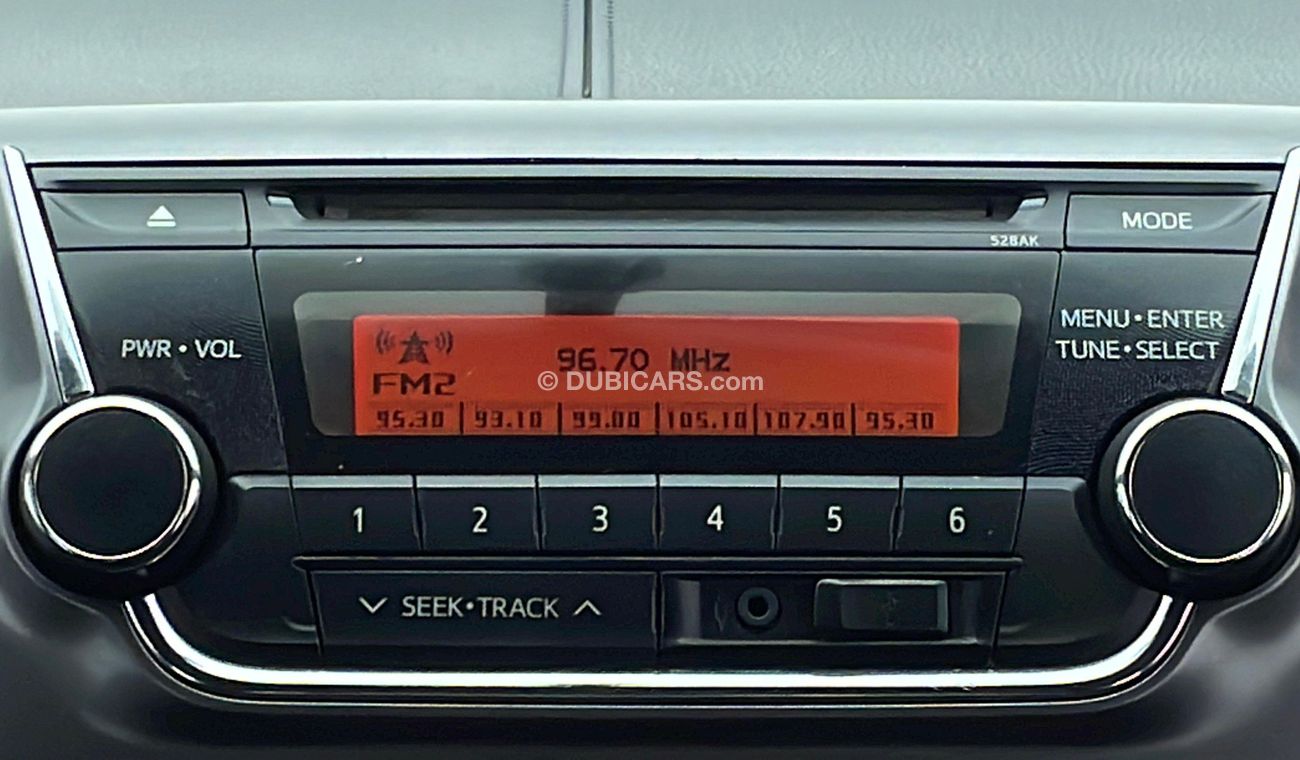 MODE
528AK
PWR • VOL
MENU • ENTER
TUNE • SELECT
96.70 MHz
FM2
© DUBICARS.com
95.30 93.10 99.00 105.10 107.90 95.30
1 2 3 4 5 6
SEEK • TRACK